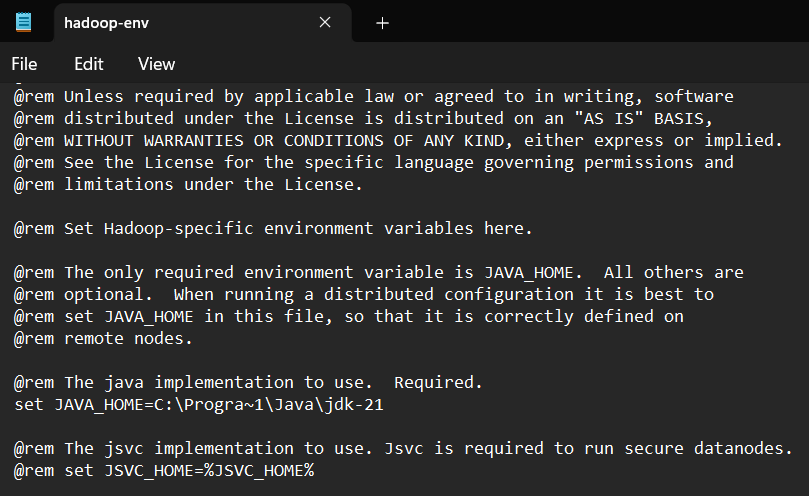 hadoop-env
File Edit View
@rem Unless required by applicable law or agreed to in writing, software
@rem distributed under the License is distributed on an "AS IS" BASIS,
@rem WITHOUT WARRANTIES OR CONDITIONS OF ANY KIND, either express or implied.
@rem See the License for the specific language governing permissions and
@rem limitations under the License.

@rem Set Hadoop-specific environment variables here.

@rem The only required environment variable is JAVA_HOME.  All others are
@rem optional.  When running a distributed configuration it is best to
@rem set JAVA_HOME in this file, so that it is correctly defined on
@rem remote nodes.

@rem The java implementation to use.  Required.
set JAVA_HOME=C:\Progra~1\Java\jdk-21

@rem The jsvc implementation to use. Jsvc is required to run secure datanodes.
@rem set JSVC_HOME=%JSVC_HOME%